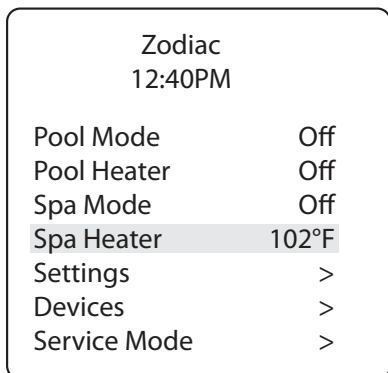 Zodiac
12:40PM
Pool Mode Off
Pool Heater Off
Spa Mode Off
Spa Heater 102°F
Settings >
Devices >
Service Mode >